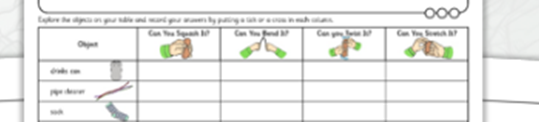 Explore the objects on your table and record your answers by putting a tick or a cross in each column.
Object
Can You Squash It?
Can You Bend It?
Can you Twist It?
Can You Stretch It?
drinks can
pipe cleaner
sock